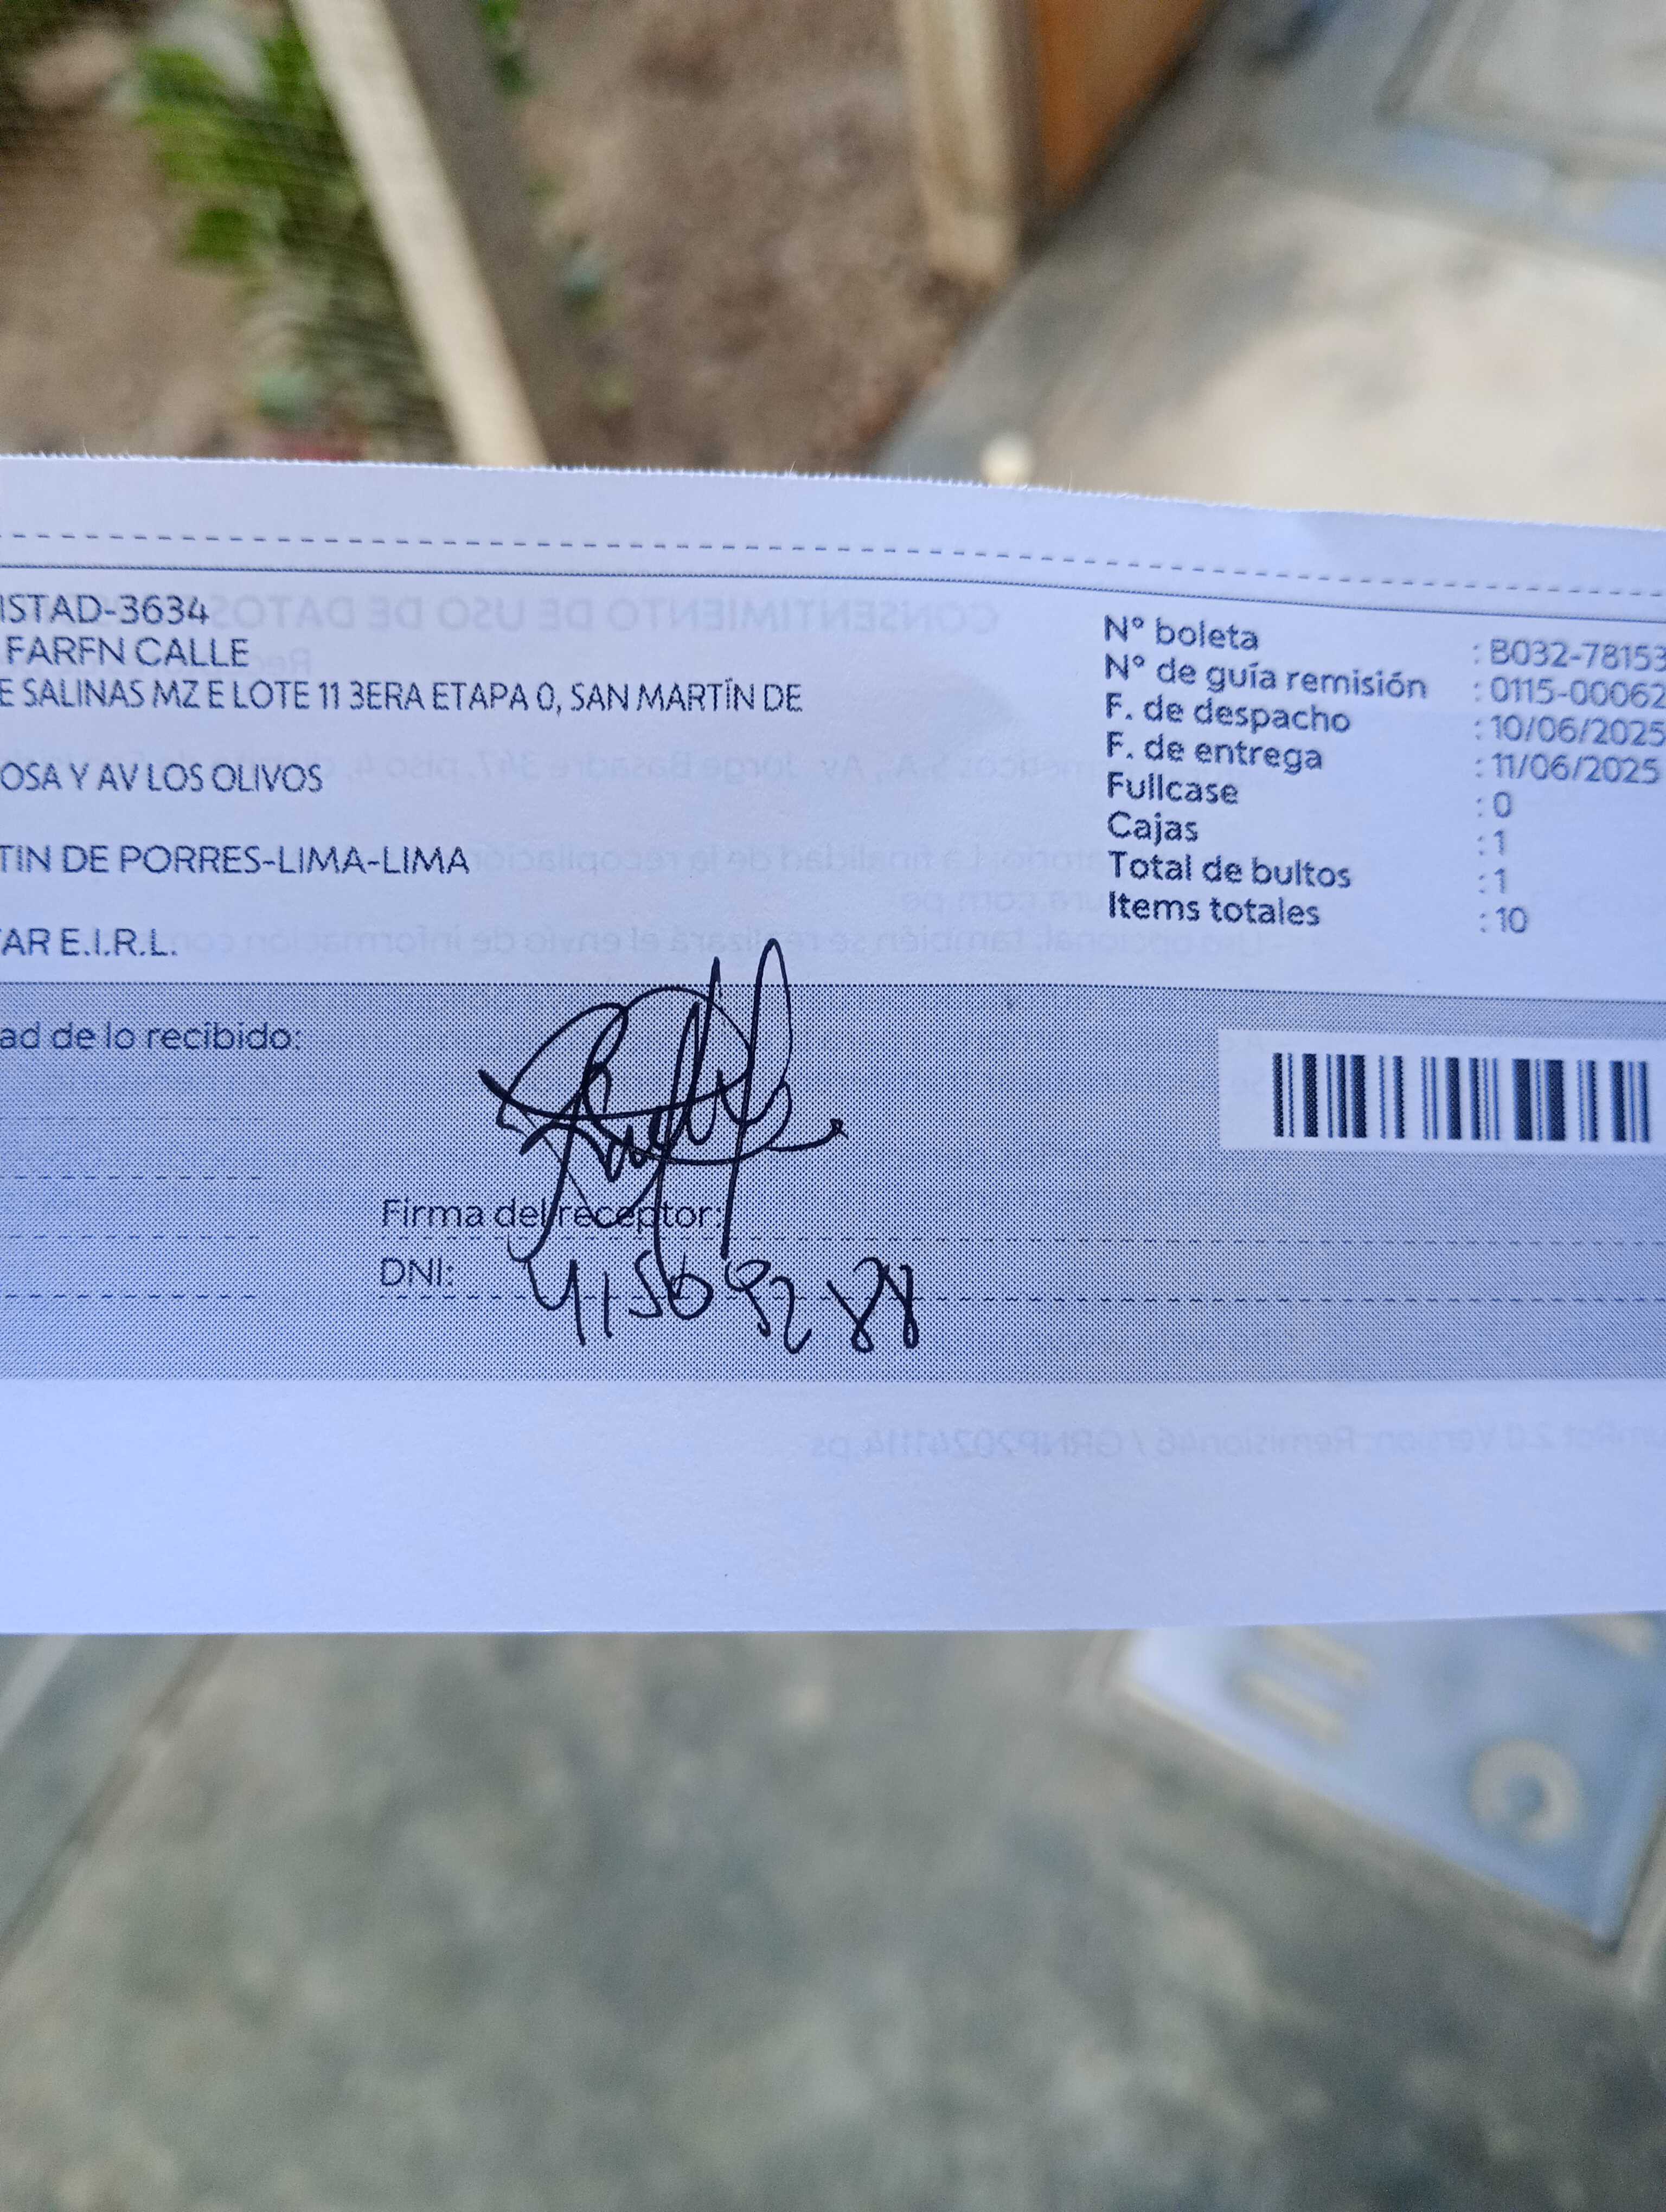 ISTAD-3634
FARFN CALLE
E SALINAS MZ E LOTE 11 3ERA ETAPA 0, SAN MARTÍN DE
OSA Y AV LOS OLIVOS
TIN DE PORRES-LIMA-LIMA
AR E.I.R.L.
N° boleta : B032-78153
N° de guía remisión : 0115-00062
F. de despacho : 10/06/2025
F. de entrega : 11/06/2025
Fullcase : 0
Cajas : 1
Total de bultos : 1
Items totales : 10
ad de lo recibido:
Firma del receptor:
DNI: